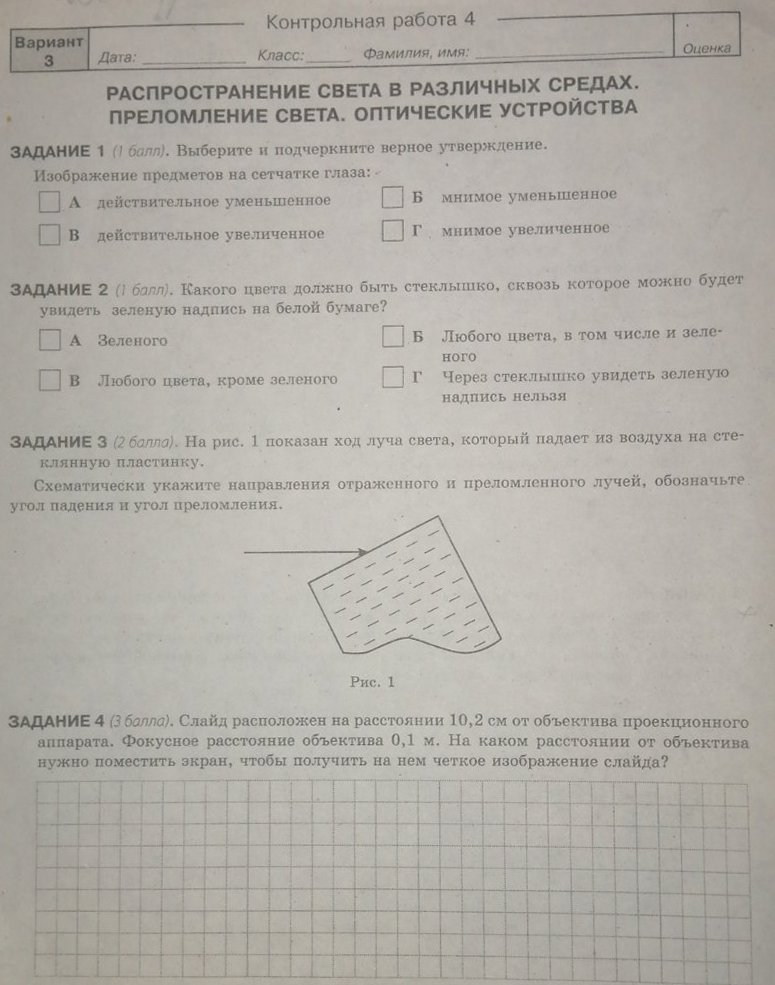 Контрольная работа 4
Вариант
3
Дата:
Класс:
Фамилия, имя:
Оценка
РАСПРОСТРАНЕНИЕ СВЕТА В РАЗЛИЧНЫХ СРЕДАХ.
ПРЕЛОМЛЕНИЕ СВЕТА. ОПТИЧЕСКИЕ УСТРОЙСТВА
ЗАДАНИЕ 1 (1 балл). Выберите и подчеркните верное утверждение.
Изображение предметов на сетчатке глаза:
А действительное уменьшенное
Б мнимое уменьшенное
В действительное увеличенное
Г мнимое увеличенное
ЗАДАНИЕ 2 (1 балл). Какого цвета должно быть стеклышко, сквозь которое можно будет
увидеть зеленую надпись на белой бумаге?
А Зеленого
Б Любого цвета, в том числе и зеле-
ного
В Любого цвета, кроме зеленого
Г Через стеклышко увидеть зеленую
надпись нельзя
ЗАДАНИЕ 3 (2 балла). На рис. 1 показан ход луча света, который падает из воздуха на сте-
клянную пластинку.
Схематически укажите направления отраженного и преломленного лучей, обозначьте
угол падения и угол преломления.
Рис. 1
ЗАДАНИЕ 4 (3 балла). Слайд расположен на расстоянии 10,2 см от объектива проекционного
аппарата. Фокусное расстояние объектива 0,1 м. На каком расстоянии от объектива
нужно поместить экран, чтобы получить на нем четкое изображение слайда?